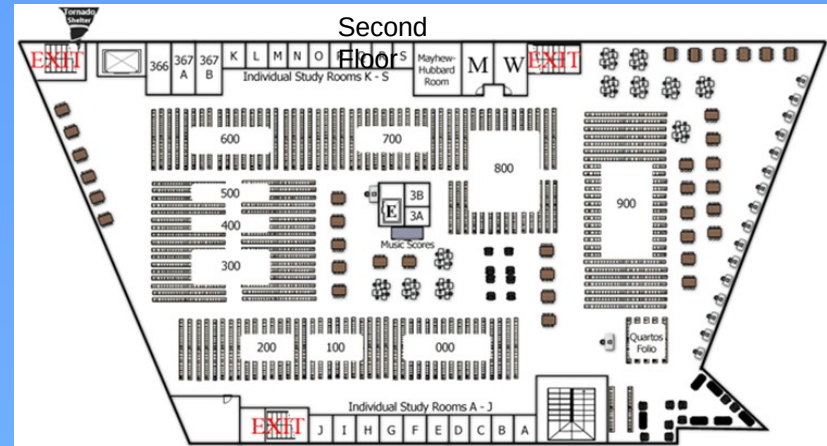 Tornado
Shelter
Second
Floor
EXIT
366
367
A
367
B
K L M N O P Q R S
Individual Study Rooms K - S
Mayhew-
Hubbard
Room
M W
EXIT
600
700
800
500
400
300
900
3B
E
3A
Music Scores
200
100
000
Quartos
Folio
Individual Study Rooms A - J
EXIT
J I H G F E D C B A